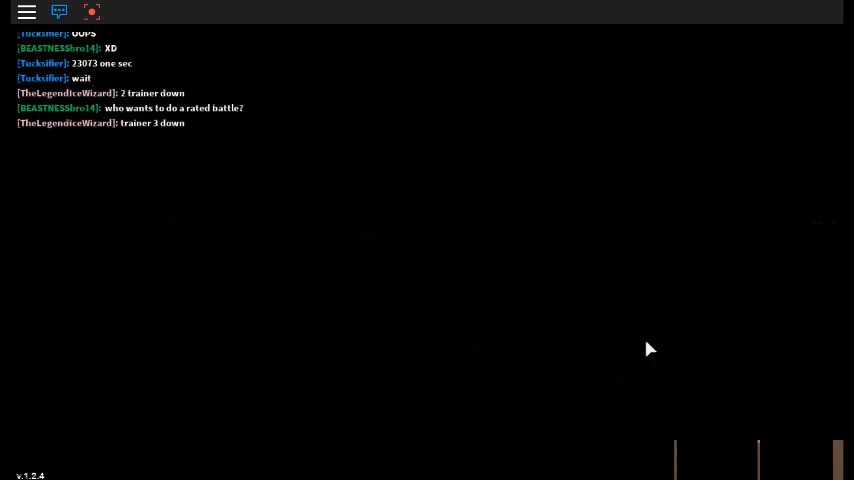 [Tucksifier]: OOPS
[BEASTNESSbro14]: XD
[Tucksifier]: 23073 one sec
[Tucksifier]: wait
[TheLegendIceWizard]: 2 trainer down
[BEASTNESSbro14]: who wants to do a rated battle?
[TheLegendIceWizard]: trainer 3 down
v.1.2.4